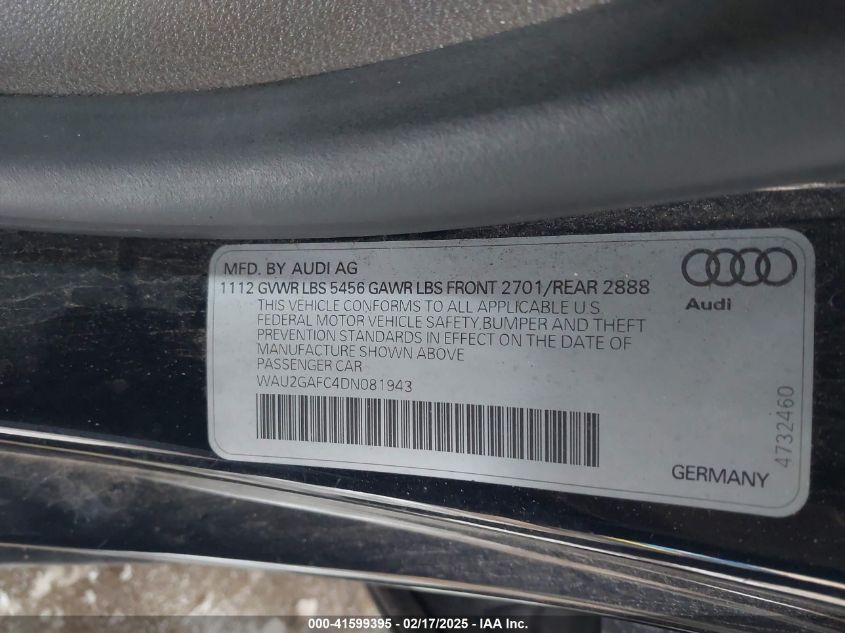 MFD. BY AUDI AG
1112 GVWR LBS 5456 GAWR LBS FRONT 2701/REAR 2888
THIS VEHICLE CONFORMS TO ALL APPLICABLE U.S.
FEDERAL MOTOR VEHICLE SAFETY,BUMPER AND THEFT
PREVENTION STANDARDS IN EFFECT ON THE DATE OF
MANUFACTURE SHOWN ABOVE
PASSENGER CAR
WAU2GAFC4DN081943
Audi
4732460
GERMANY
000-41599395 - 02/17/2025 - IAA Inc.